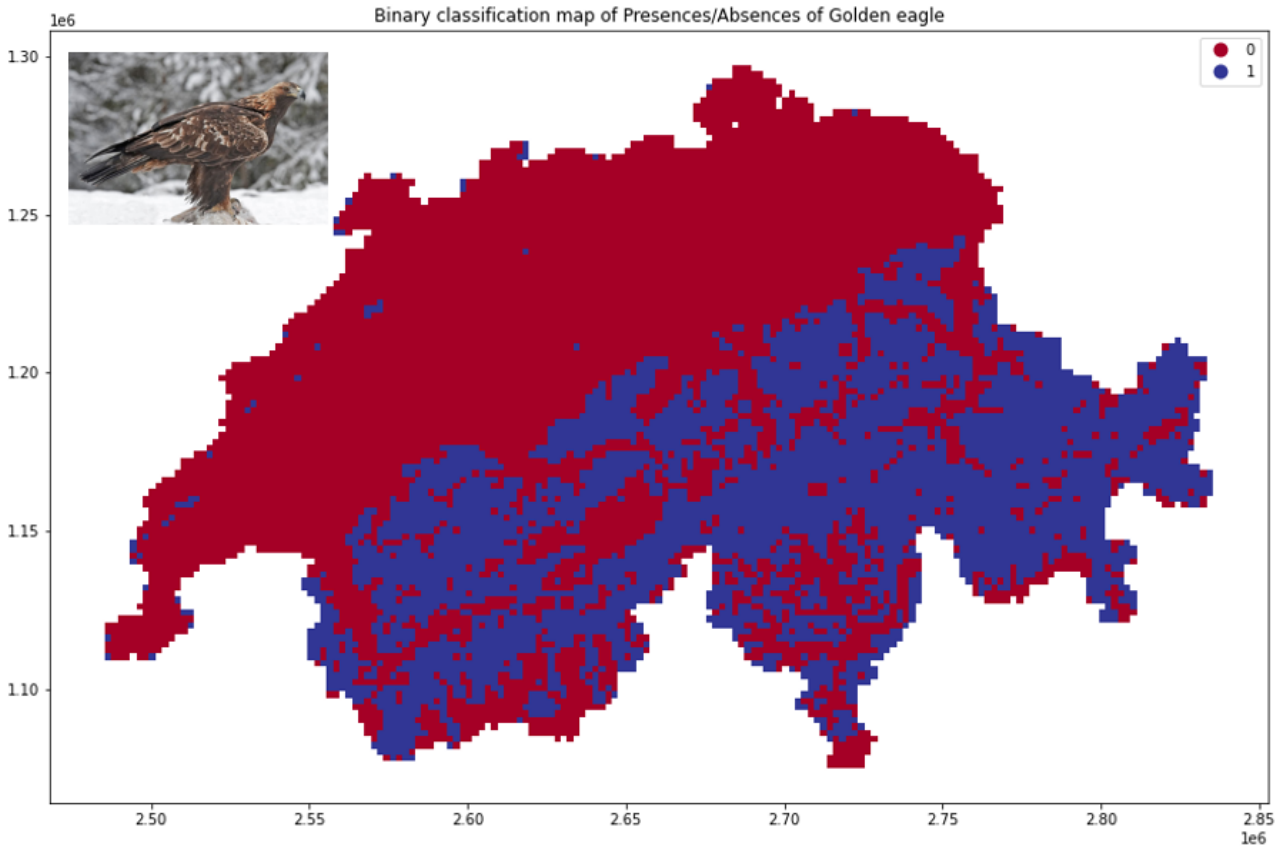 Binary classification map of Presences/Absences of Golden eagle
1e6
1.30
1.25
1.20
1.15
1.10
0
1
2.50 2.55 2.60 2.65 2.70 2.75 2.80 2.85
1e6